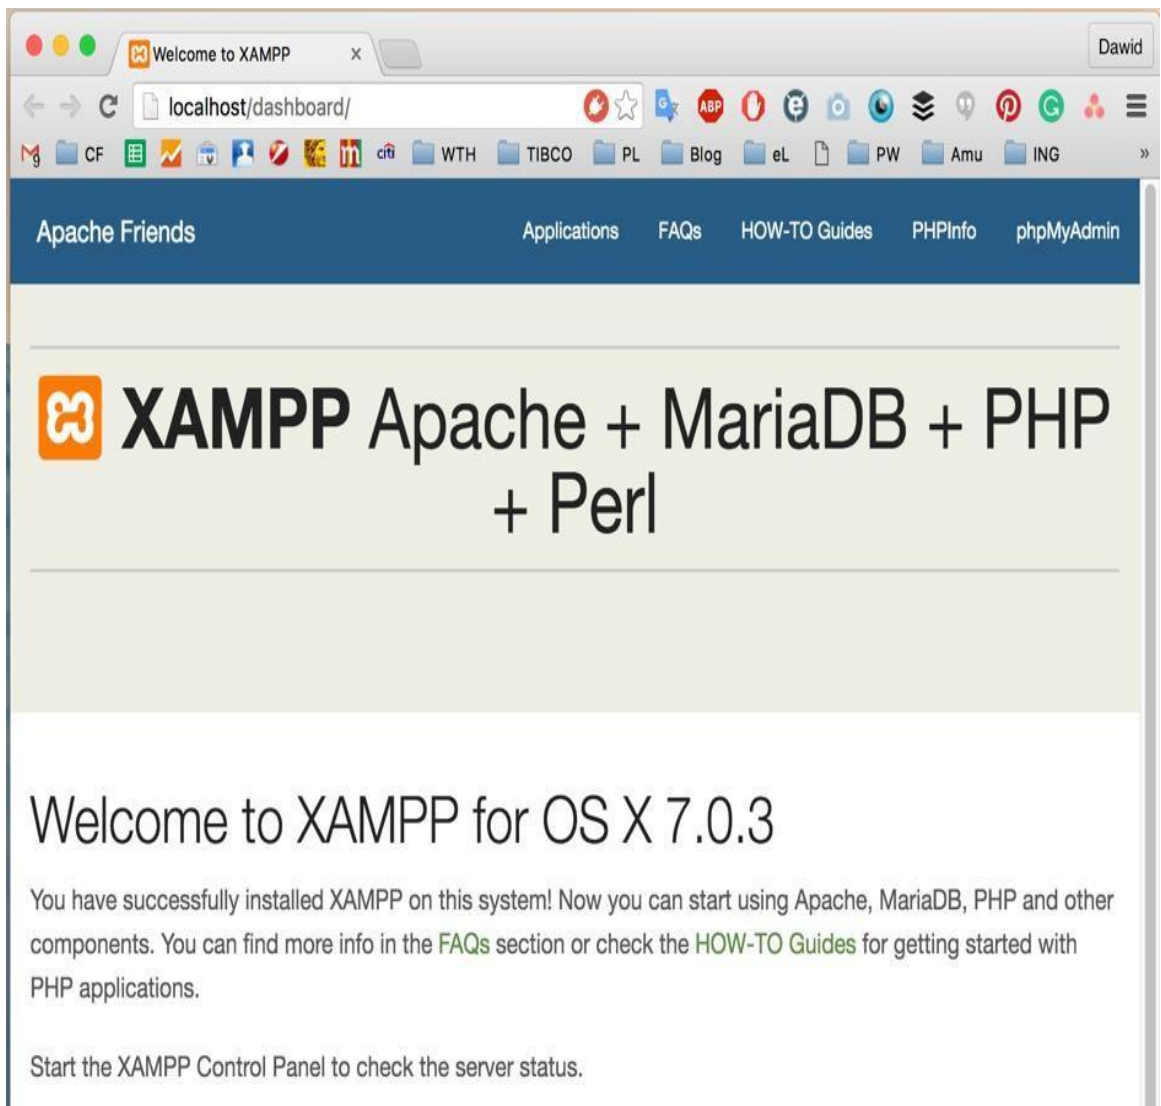 Welcome to XAMPP
Dawid
localhost/dashboard/
ABP
CF
citi
WTH
TIBCO
PL
Blog
eL
PW
Amu
ING
»
Apache Friends
Applications FAQs HOW-TO Guides PHPInfo phpMyAdmin
XAMPP Apache + MariaDB + PHP
+ Perl
Welcome to XAMPP for OS X 7.0.3
You have successfully installed XAMPP on this system! Now you can start using Apache, MariaDB, PHP and other
components. You can find more info in the FAQs section or check the HOW-TO Guides for getting started with
PHP applications.
Start the XAMPP Control Panel to check the server status.